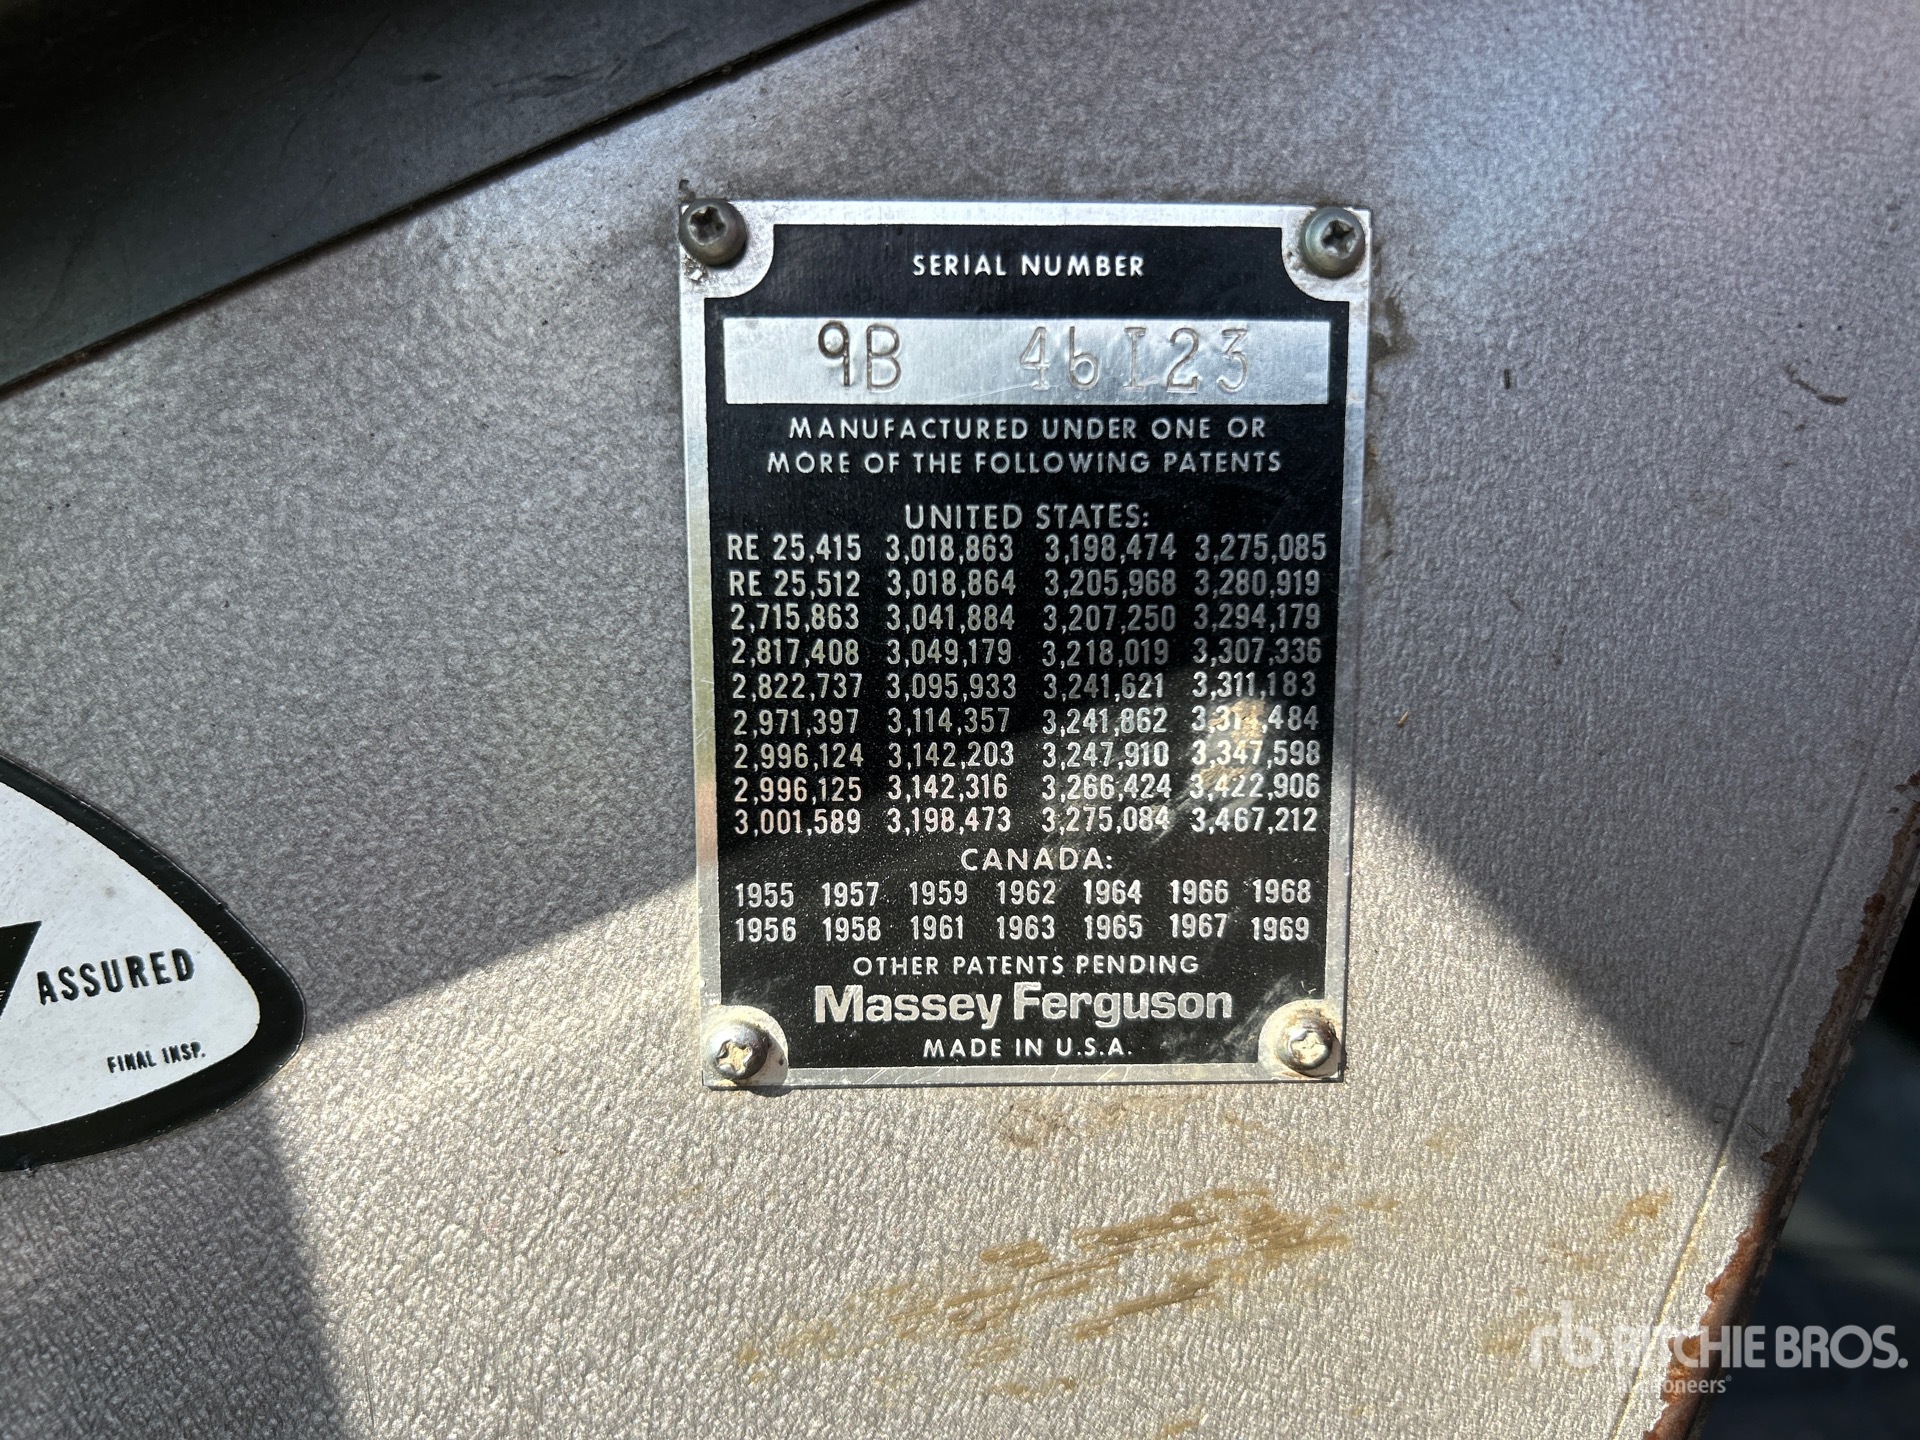 SERIAL NUMBER
9B 46I23
MANUFACTURED UNDER ONE OR
MORE OF THE FOLLOWING PATENTS
UNITED STATES:
RE 25,415 3,018,863 3,198,474 3,275,085
RE 25,512 3,018,864 3,205,968 3,280,919
2,715,863 3,041,884 3,207,250 3,294,179
2,817,408 3,049,179 3,218,019 3,307,336
2,822,737 3,095,933 3,241,621 3,311,183
2,971,397 3,114,357 3,241,862
2,996,124 3,142,203 3,247,910 3,347,598
2,996,125 3,142,316 3,266,424 3,422,906
3,001,589 3,198,473 3,275,084 3,467,212
CANADA:
1955 1957 1959 1962 1964 1966 1968
1956 1958 1961 1963 1965 1967 1969
OTHER PATENTS PENDING
Massey Ferguson
MADE IN U.S.A.
ASSURED
FINAL INSP.
rb RITCHIE BROS.
Auctioneers